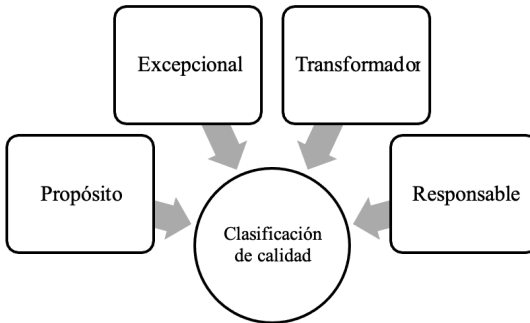 Excepcional
Transformador
Propósito
Responsable
Clasificación
de calidad